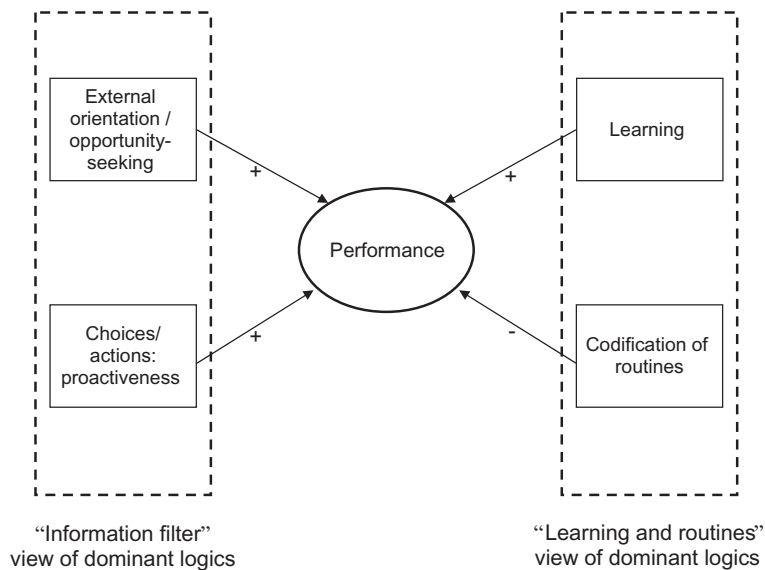 External
orientation /
opportunity-
seeking
+
Learning
+
Performance
Choices/
actions:
proactiveness
+
Codification of
routines
-
“Information filter”
view of dominant logics
“Learning and routines”
view of dominant logics